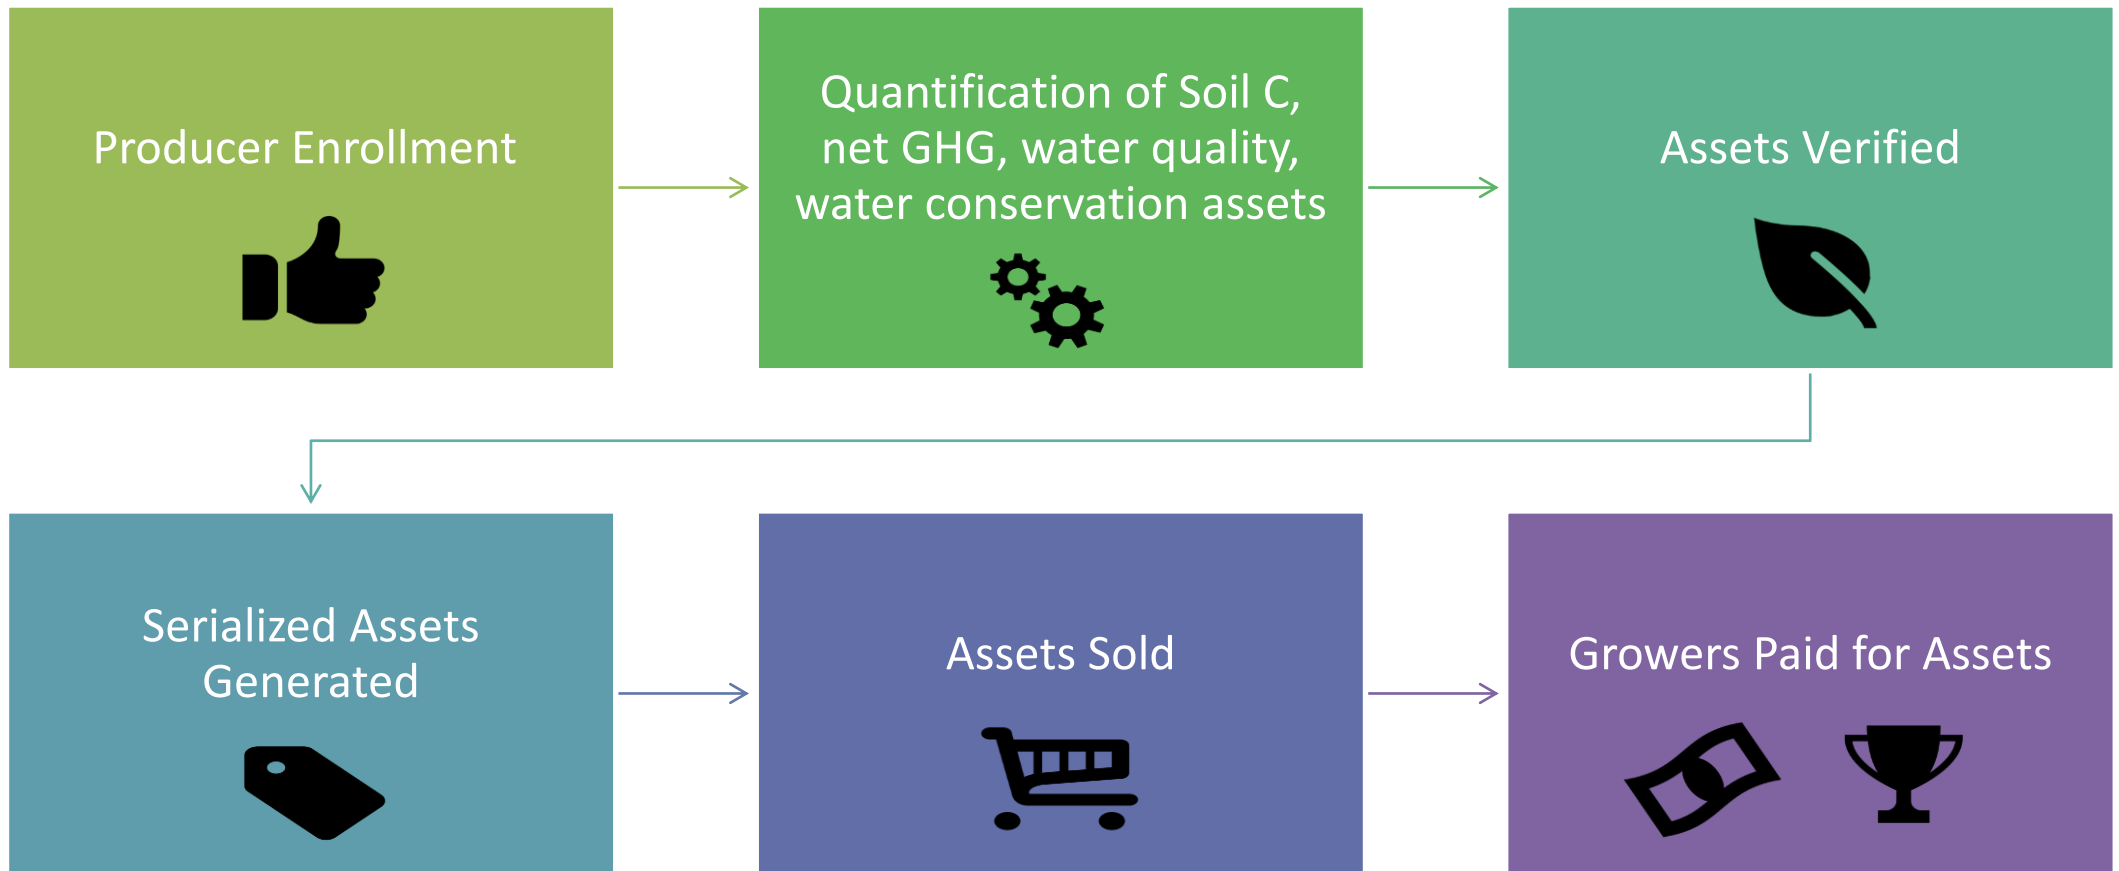 Producer Enrollment
Quantification of Soil C,
net GHG, water quality,
water conservation assets
Assets Verified
Serialized Assets
Generated
Assets Sold
Growers Paid for Assets